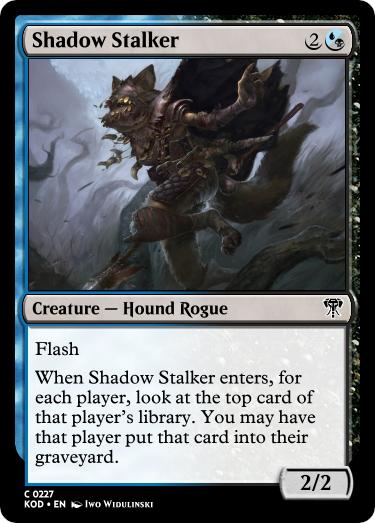 Shadow Stalker 2
Creature — Hound Rogue
Flash
When Shadow Stalker enters, for
each player, look at the top card of
that player's library. You may have
that player put that card into their
graveyard.
2/2
C 0227
KOD • EN Iwo Widulinski